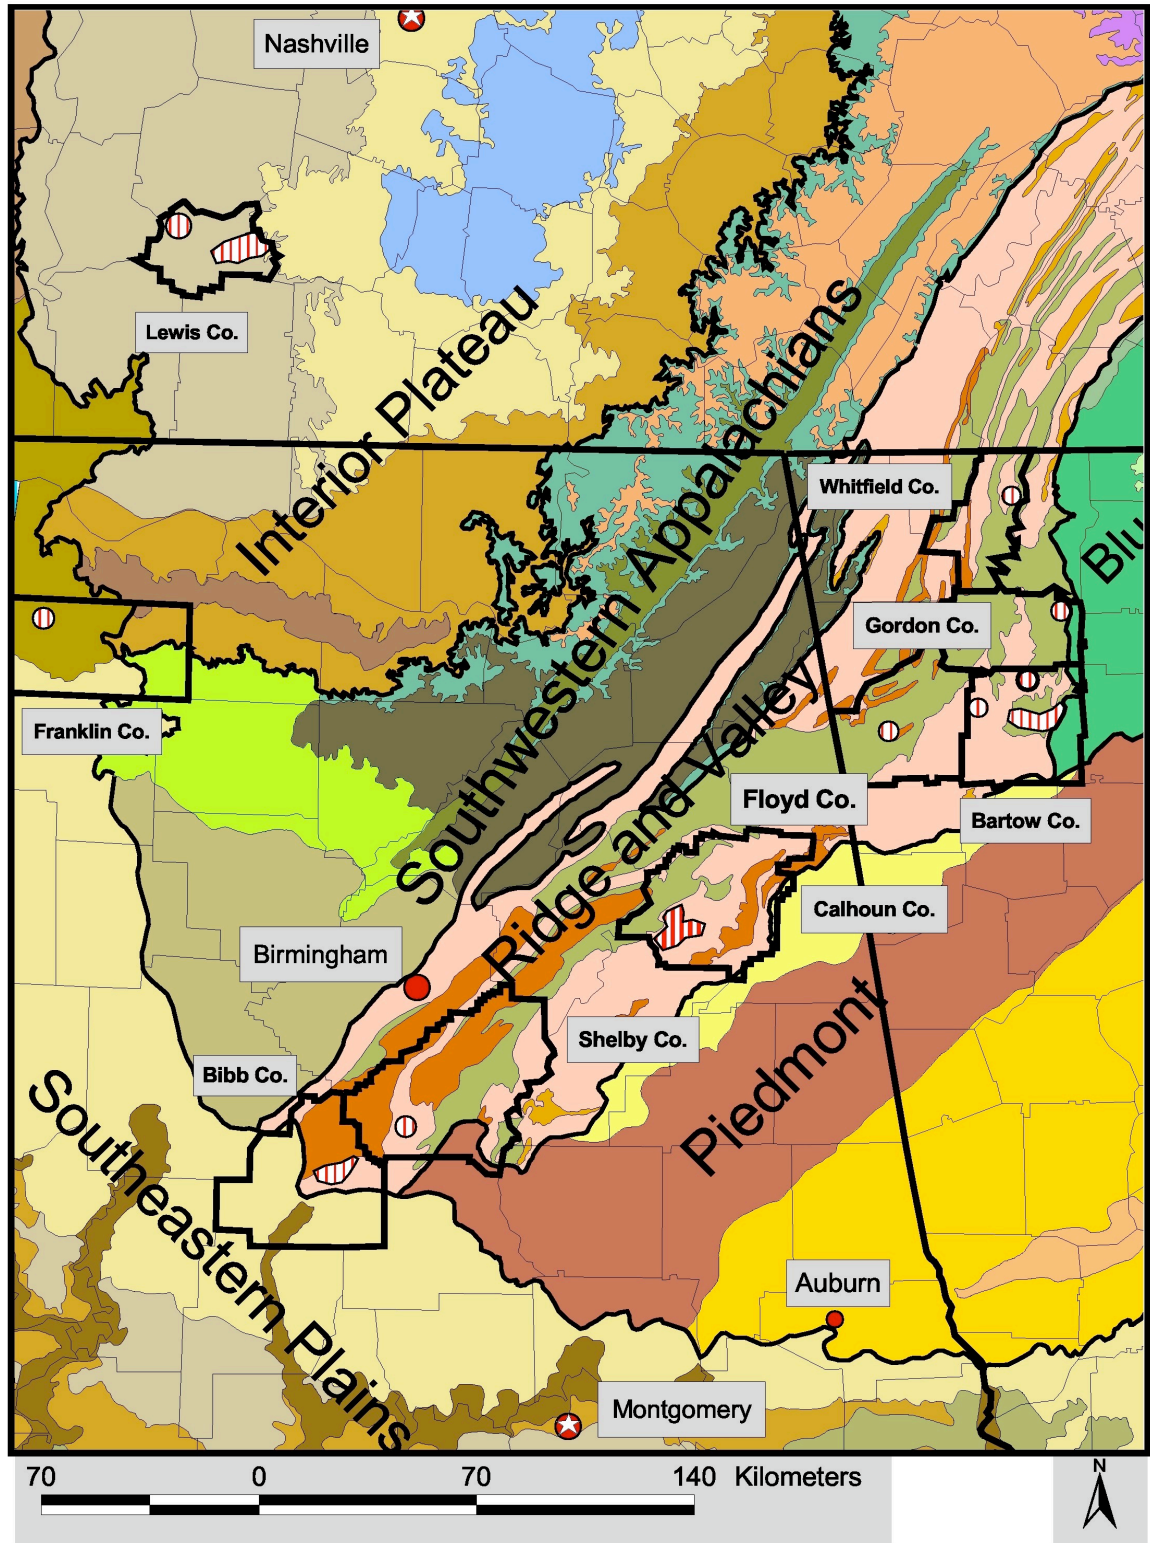 Nashville
Lewis Co.
Interior Plateau
Southwestern Appalachians
Whitfield Co.
Blu
Gordon Co.
Franklin Co.
Ridge and Valley
Floyd Co.
Bartow Co.
Calhoun Co.
Birmingham
Shelby Co.
Bibb Co.
Piedmont
Southeastern Plains
Auburn
Montgomery
70 0 70 140 Kilometers
N